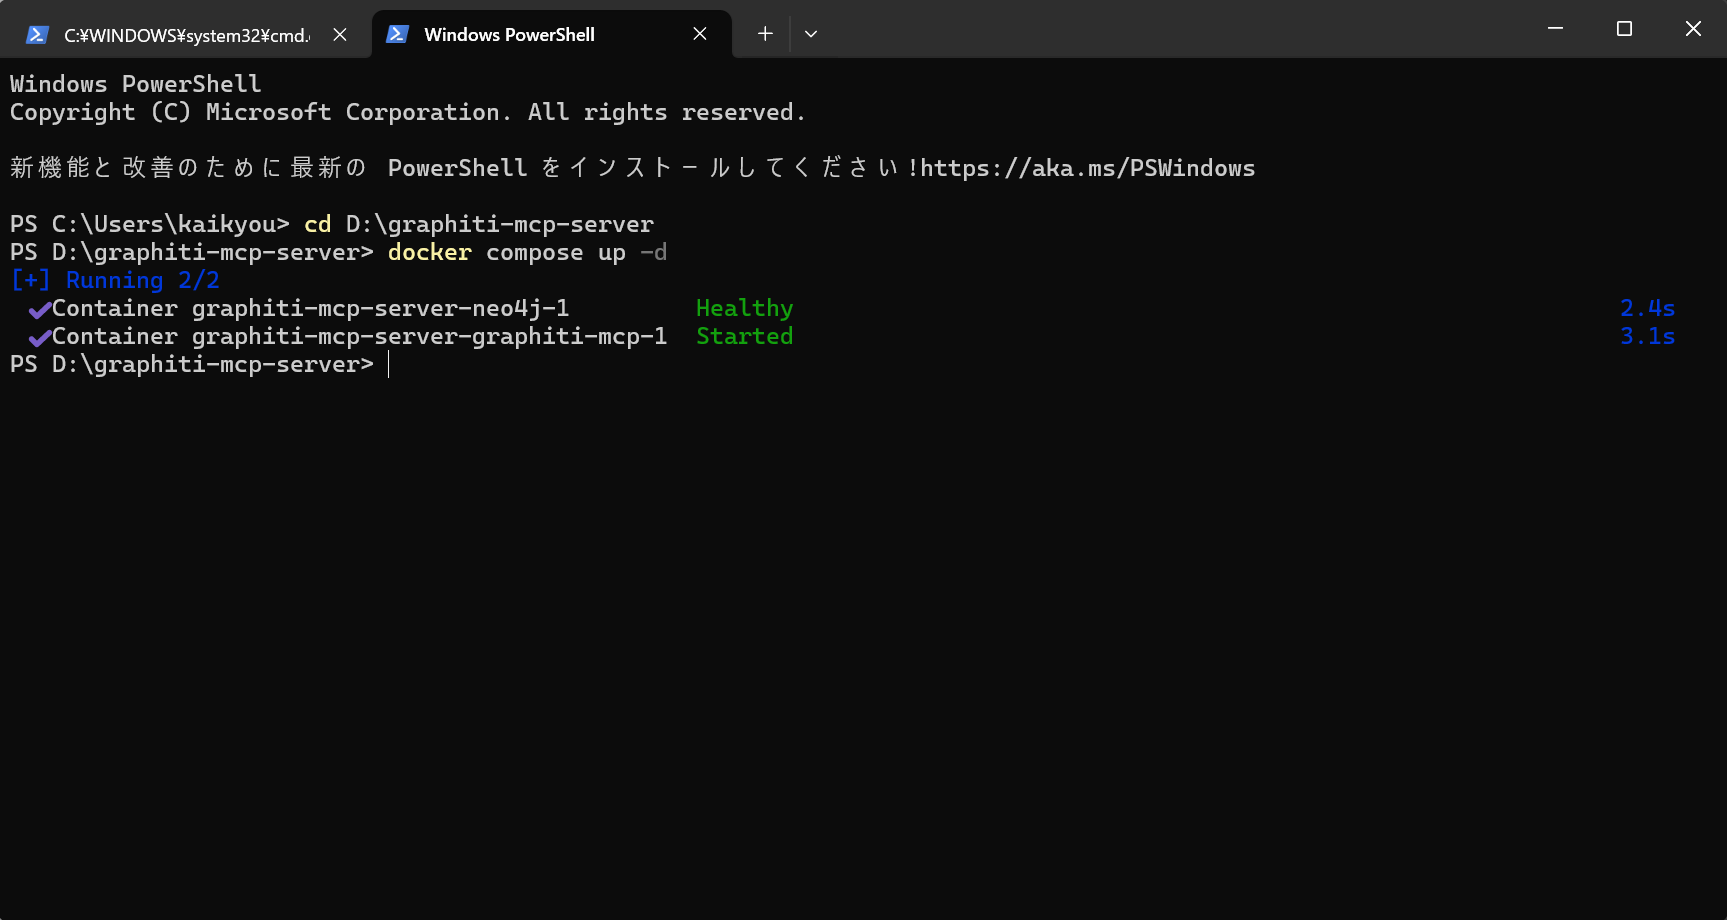 C:¥WINDOWS¥system32¥cmd.
Windows PowerShell
Windows PowerShell
Copyright (C) Microsoft Corporation. All rights reserved.
新機能と改善のために最新の PowerShell をインストールしてください!https://aka.ms/PSWindows
PS C:\Users\kaikyou> cd D:\graphiti-mcp-server
PS D:\graphiti-mcp-server> docker compose up -d
[+] Running 2/2
✔Container graphiti-mcp-server-neo4j-1 Healthy 2.4s
✔Container graphiti-mcp-server-graphiti-mcp-1 Started 3.1s
PS D:\graphiti-mcp-server>